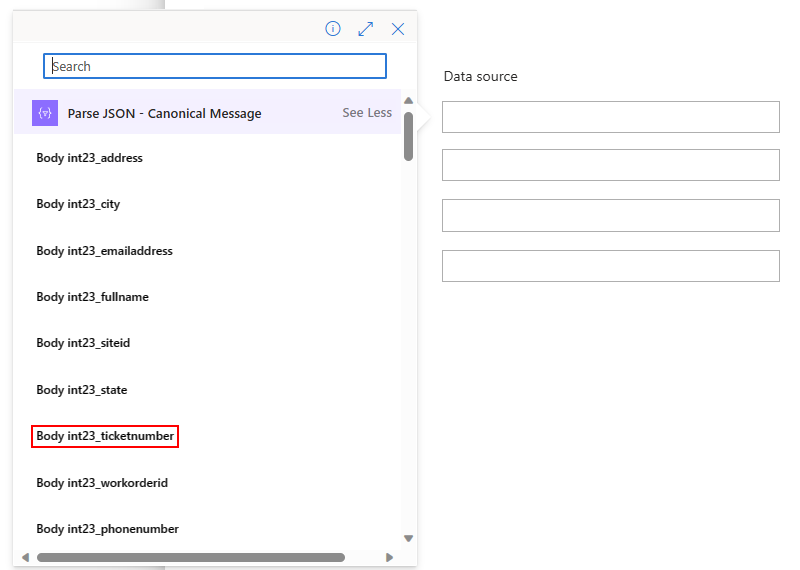 Search
Parse JSON - Canonical Message See Less
Body int23_address
Body int23_city
Body int23_emailaddress
Body int23_fullname
Body int23_siteid
Body int23_state
Body int23_ticketnumber
Body int23_workorderid
Body int23_phonenumber
Data source